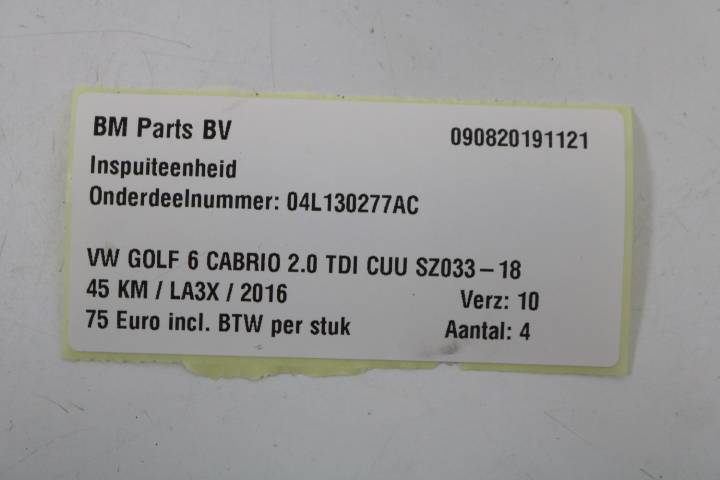 BM Parts BV 090820191121
Inspuiteenheid
Onderdeelnummer: 04L130277AC
VW GOLF 6 CABRIO 2.0 TDI CUU SZ033-18
45 KM / LA3X / 2016 Verz: 10
75 Euro incl. BTW per stuk Aantal: 4